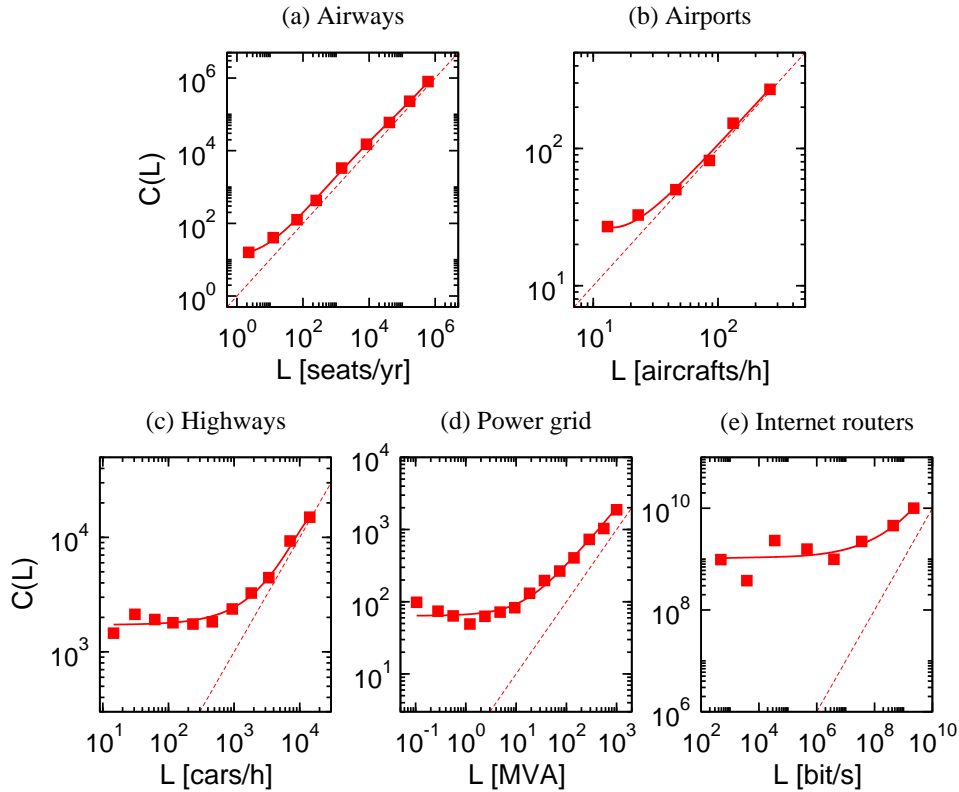 (a) Airways
(b) Airports
C(L)
10^6
10^4
10^2
10^0
10^0 10^2 10^4 10^6
L [seats/yr]
10^2
10^1
10^1 10^2
L [aircrafts/h]
(c) Highways
(d) Power grid
(e) Internet routers
C(L)
10^4
10^3
10^1 10^2 10^3 10^4
L [cars/h]
10^4
10^3
10^2
10^1
10^-1 10^0 10^1 10^2 10^3
L [MVA]
10^10
10^8
10^6
10^2 10^4 10^6 10^8 10^10
L [bit/s]